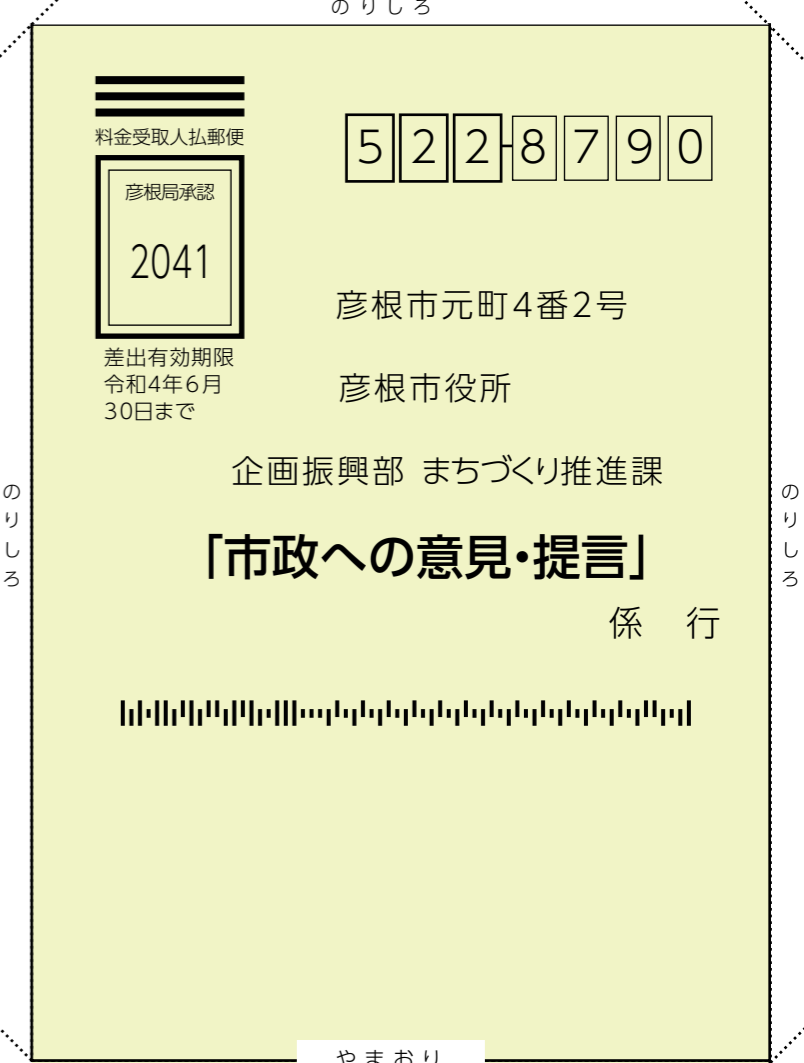 のりしろ
料金受取人払郵便
彦根局承認
2041
差出有効期限
令和4年6月
30日まで
522-8790
彦根市元町4番2号
彦根市役所
企画振興部 まちづくり推進課
「市政への意見・提言」
係 行
のりしろ
のりしろ
やまおり